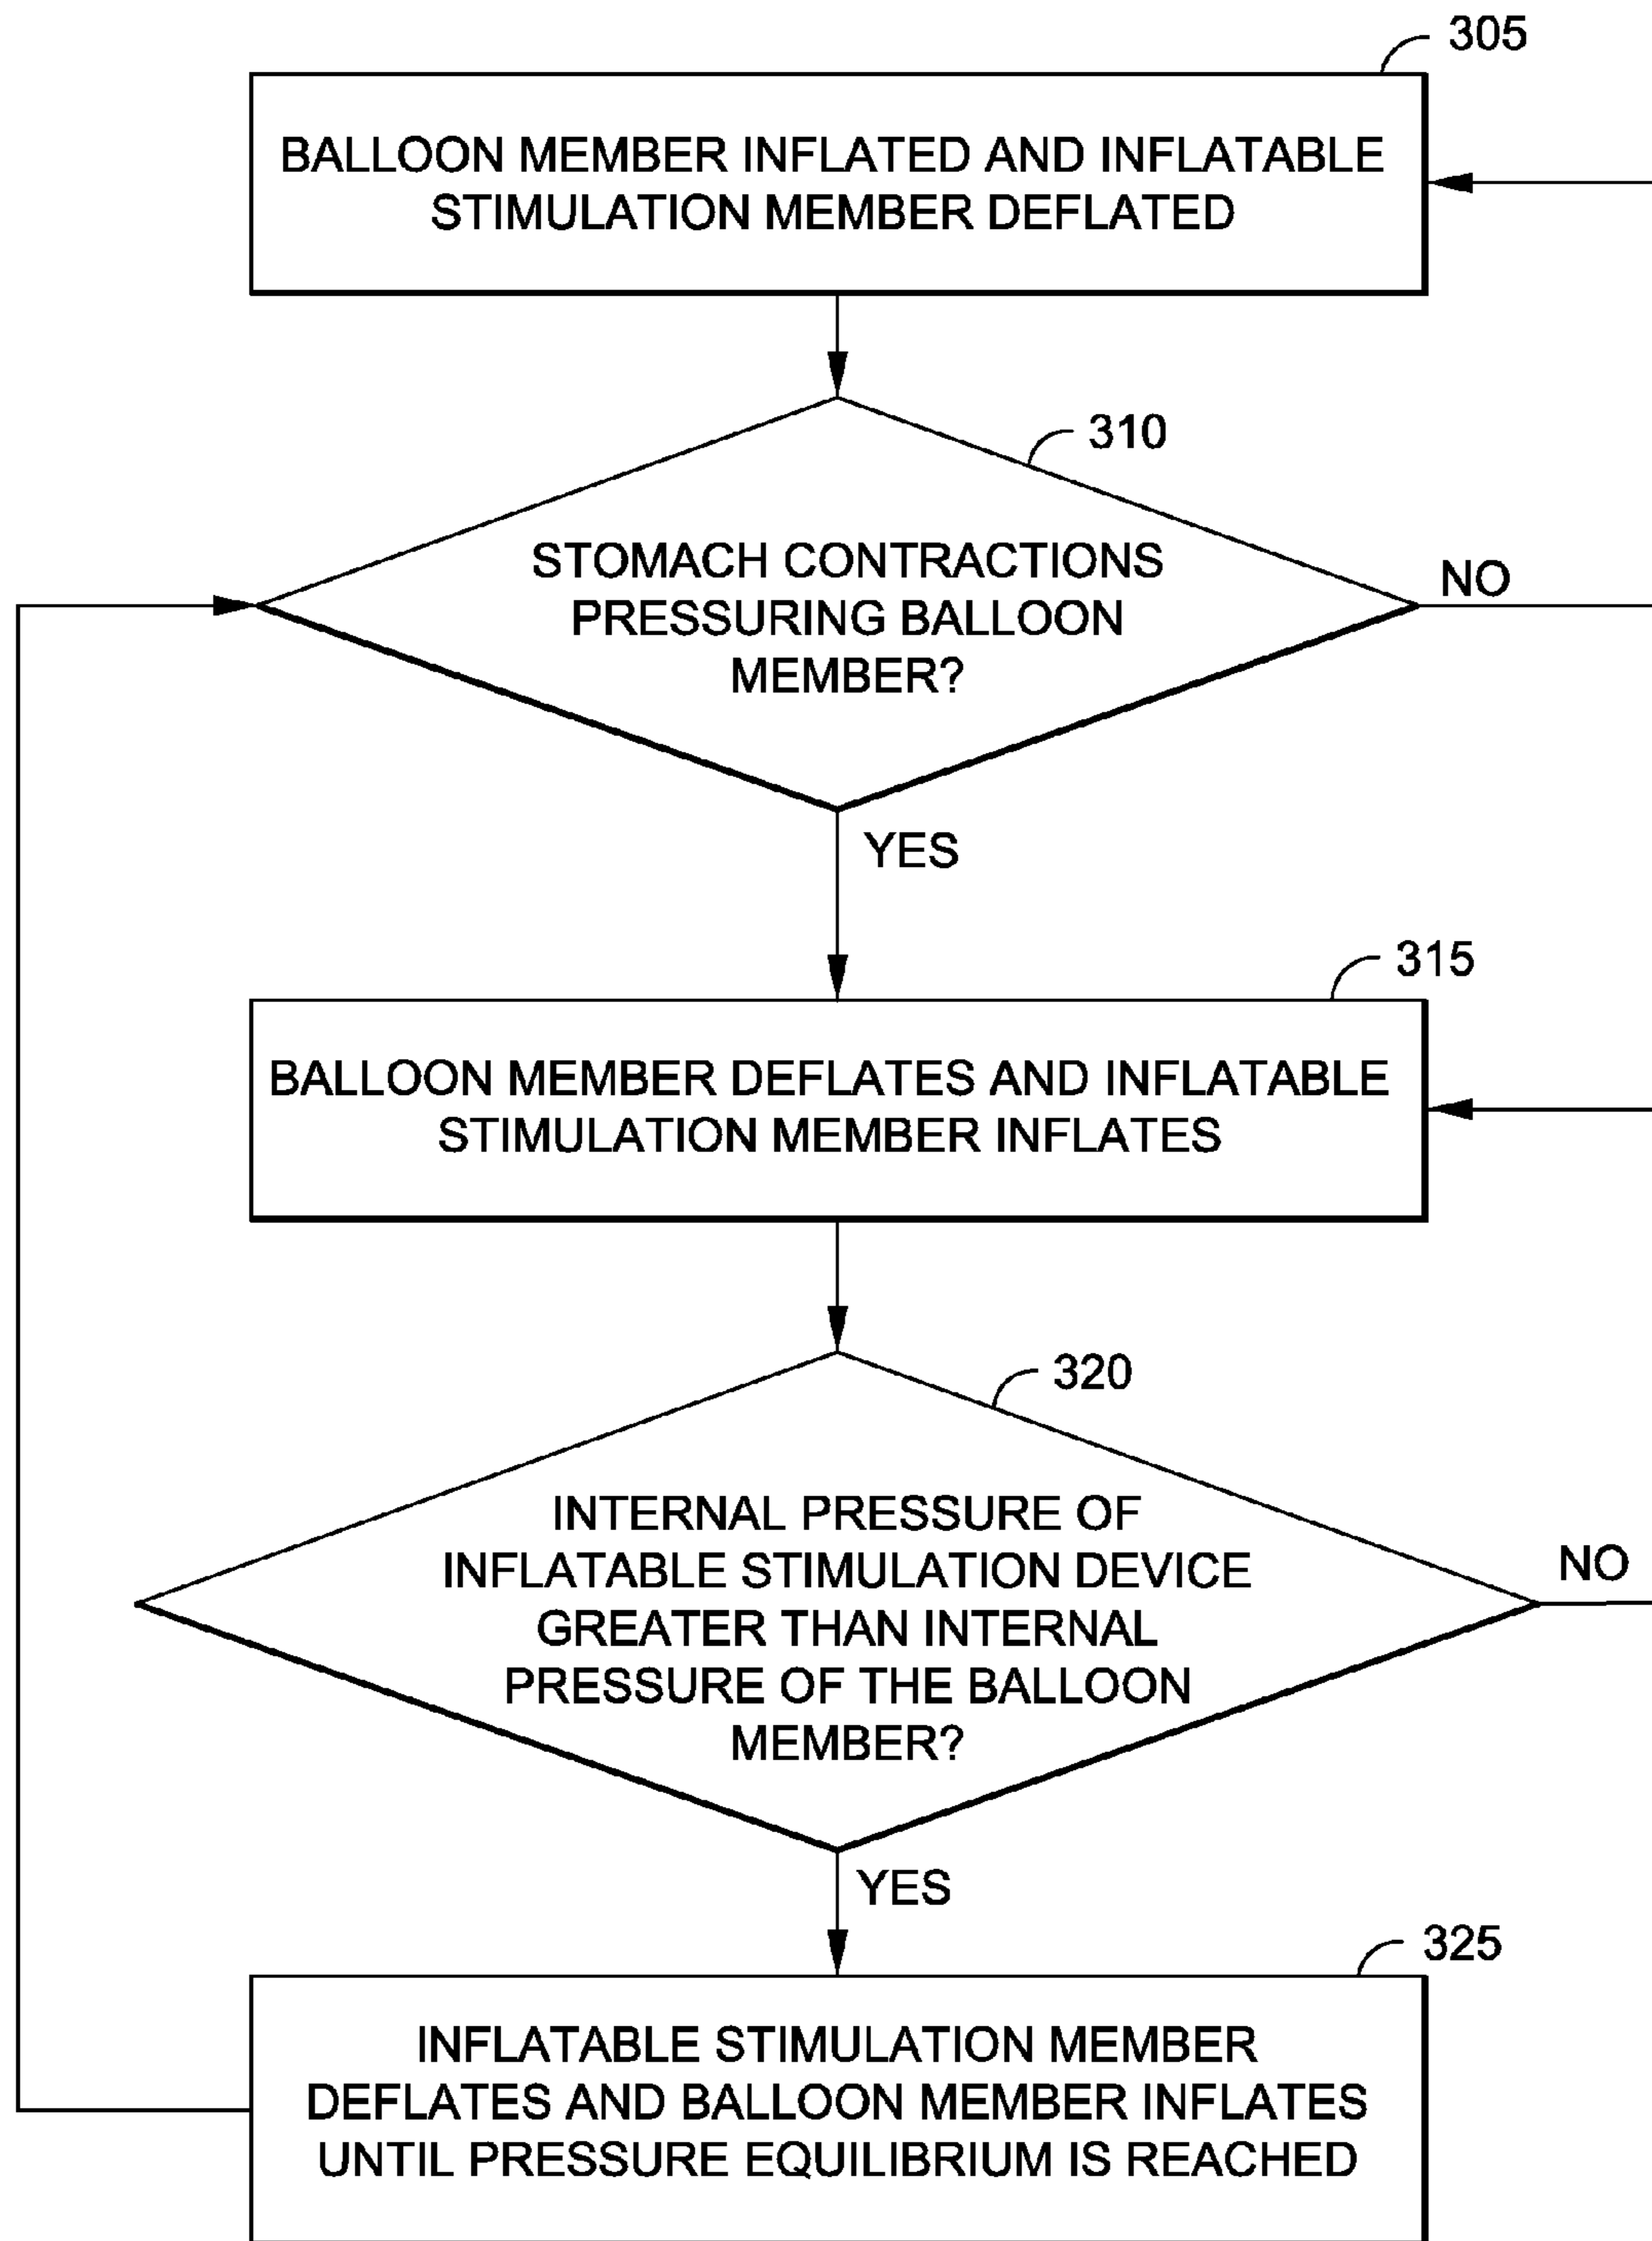 305
BALLOON MEMBER INFLATED AND INFLATABLE
STIMULATION MEMBER DEFLATED
310
STOMACH CONTRACTIONS
PRESSURING BALLOON
MEMBER?
NO
YES
315
BALLOON MEMBER DEFLATES AND INFLATABLE
STIMULATION MEMBER INFLATES
320
INTERNAL PRESSURE OF
INFLATABLE STIMULATION DEVICE
GREATER THAN INTERNAL
PRESSURE OF THE BALLOON
MEMBER?
NO
YES
325
INFLATABLE STIMULATION MEMBER
DEFLATES AND BALLOON MEMBER INFLATES
UNTIL PRESSURE EQUILIBRIUM IS REACHED